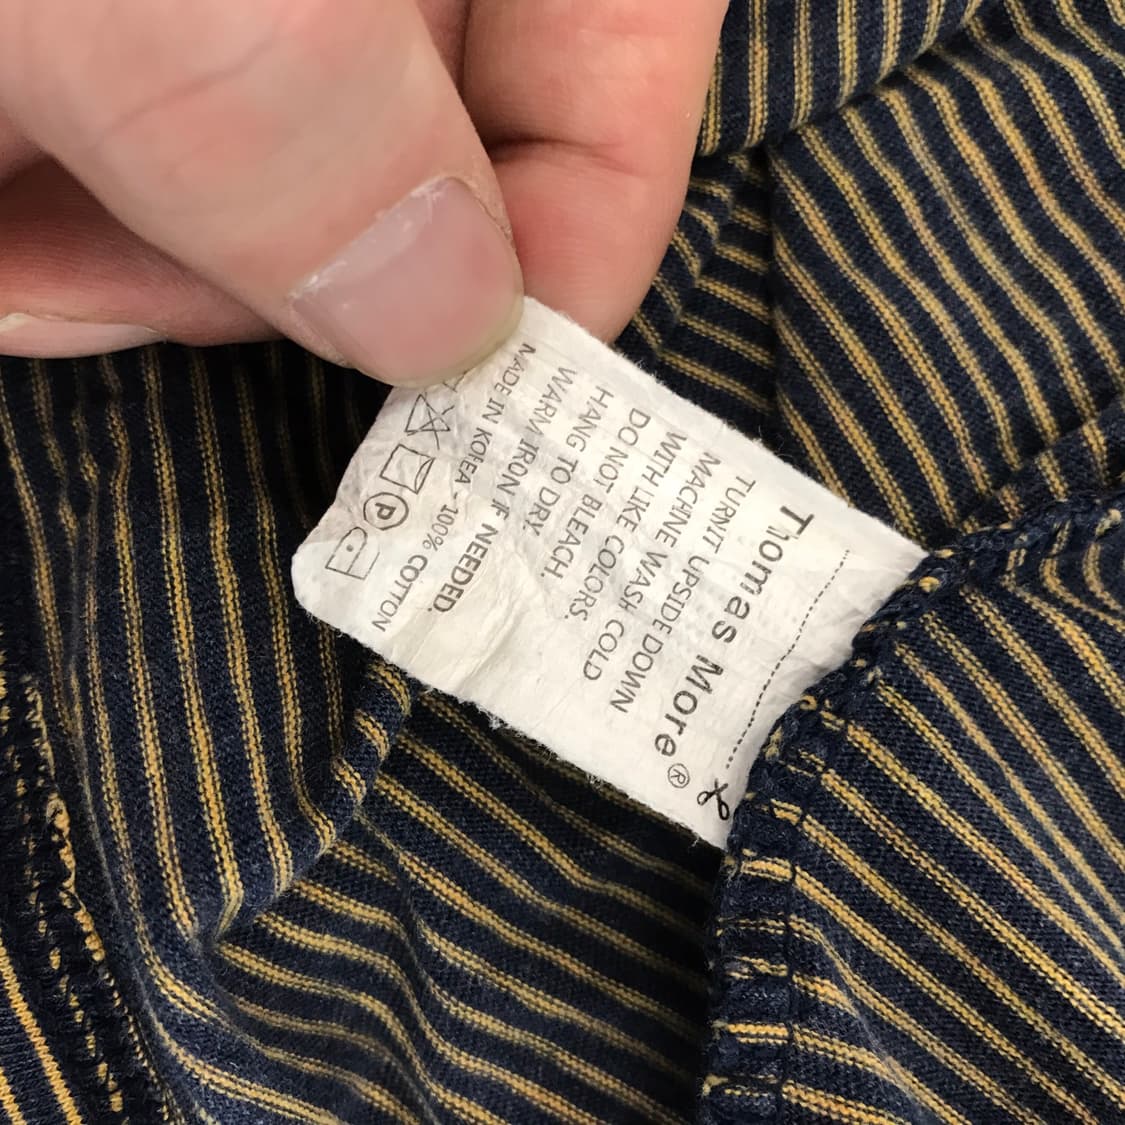 Thomas More®
TURN IT UPSIDE DOWN
MACHINE WASH COLD
WITH LIKE COLORS.
DO NOT BLEACH.
HANG TO DRY.
WARM IRON IF NEEDED.
MADE IN KOREA - 100% COTTON
P